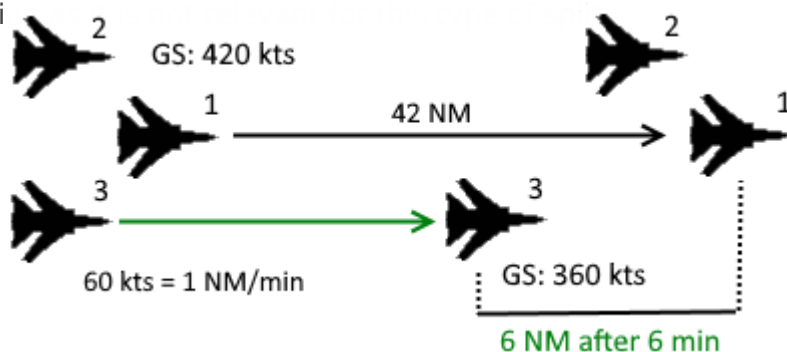 2
GS: 420 kts
2
1
42 NM
1
3
3
60 kts = 1 NM/min
GS: 360 kts
6 NM after 6 min